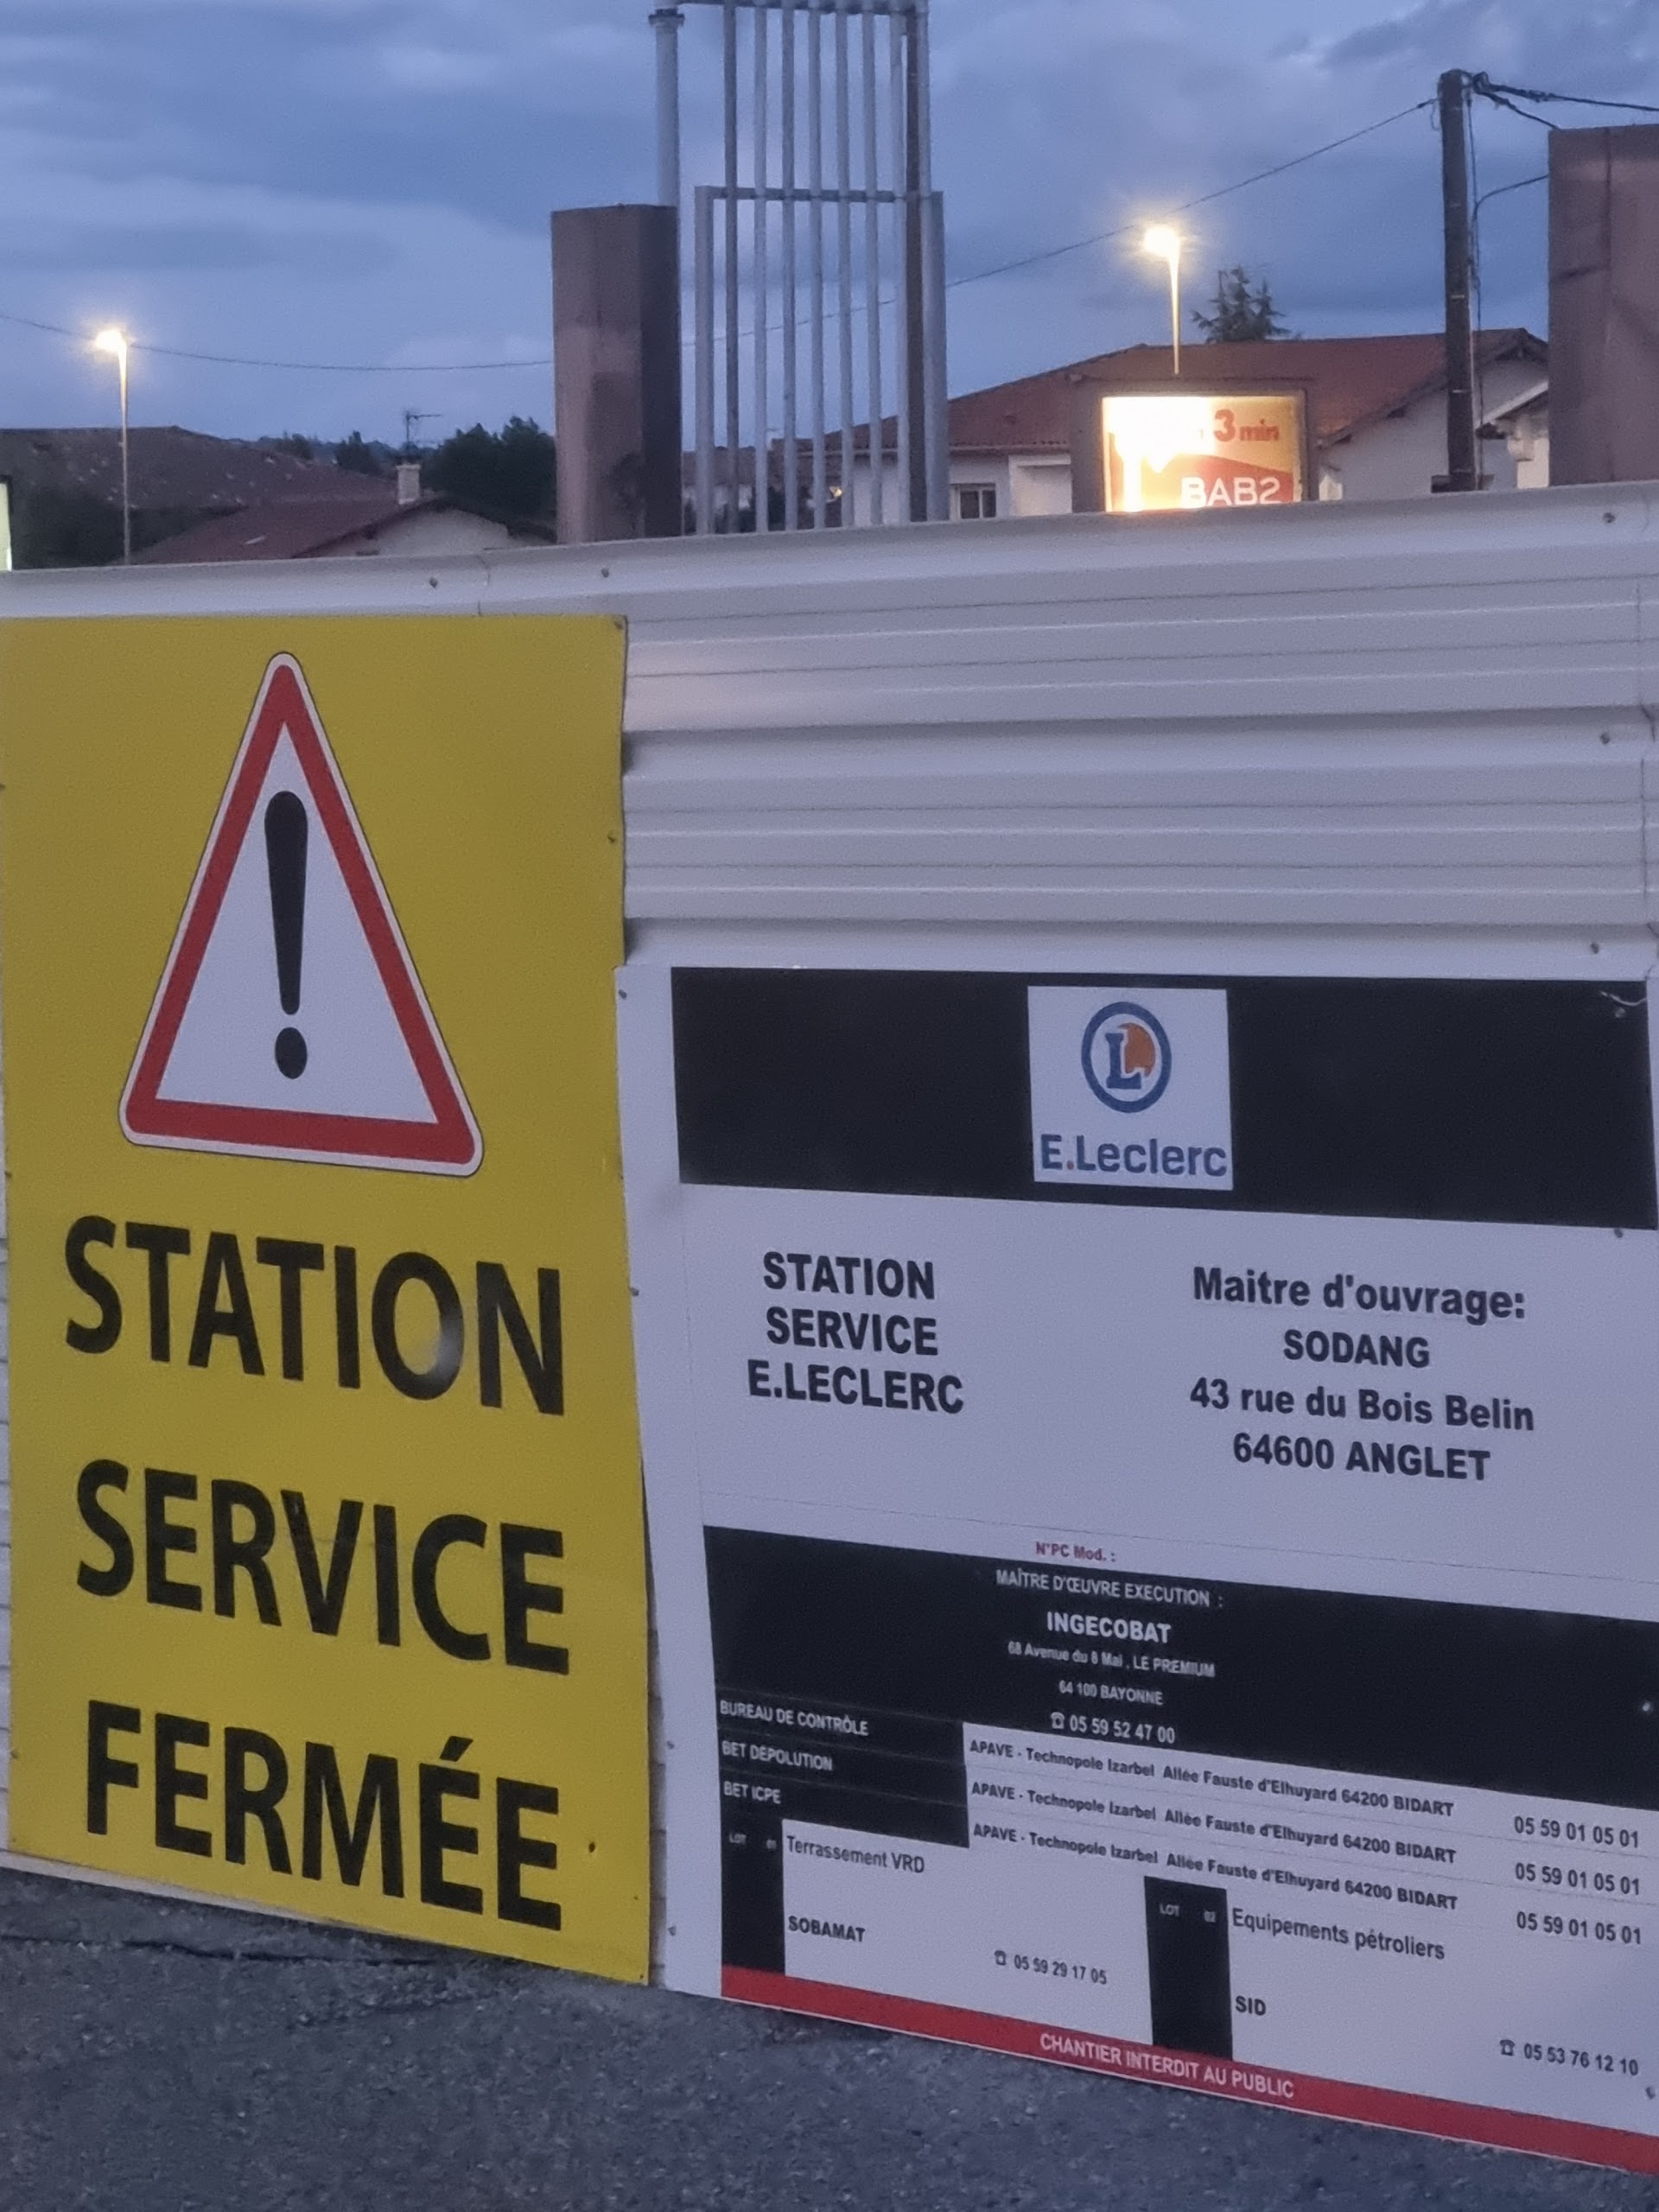 3 min
BAB2
STATION
SERVICE
FERMÉE
E.Leclerc
STATION
SERVICE
E.LECLERC
Maitre d'ouvrage:
SODANG
43 rue du Bois Belin
64600 ANGLET
N°PC Mod. :
MAÎTRE D'ŒUVRE EXECUTION :
INGECOBAT
68 Avenue du 8 Mai , LE PREMIUM
64 100 BAYONNE
☎ 05 59 52 47 00
BUREAU DE CONTRÔLE APAVE - Technopole Izarbel Allée Fauste d'Elhuyard 64200 BIDART 05 59 01 05 01
BET DÉPOLUTION APAVE - Technopole Izarbel Allée Fauste d'Elhuyard 64200 BIDART 05 59 01 05 01
BET ICPE APAVE - Technopole Izarbel Allée Fauste d'Elhuyard 64200 BIDART 05 59 01 05 01
LOT 01 Terrassement VRD
SOBAMAT
☎ 05 59 29 17 05
LOT 02 Equipements pétroliers
SID
☎ 05 53 76 12 10
CHANTIER INTERDIT AU PUBLIC